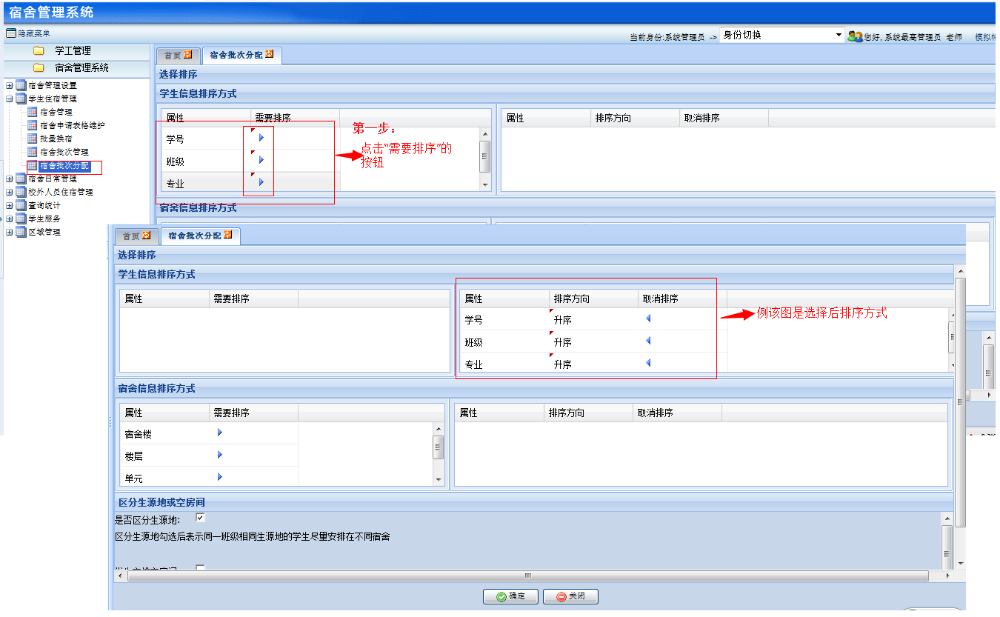 宿舍管理系统
隐藏菜单
当前身份:系统管理员 -> 身份切换 您好, 系统最高管理员 老师 模拟帐
学工管理
宿舍管理系统
宿舍管理设置
学生住宿管理
宿舍管理
宿舍申请表格维护
批量换宿
宿舍批次管理
宿舍批次分配
宿舍日常管理
校外人员住宿管理
查询统计
学生服务
区域管理
首页 宿舍批次分配
选择排序
学生信息排序方式
属性 需要排序
学号
班级
专业
第一步：
点击“需要排序”的
按钮
属性 排序方向 取消排序
宿舍信息排序方式
首页 宿舍批次分配
选择排序
学生信息排序方式
属性 需要排序
属性 排序方向 取消排序
学号 升序
班级 升序
专业 升序
例该图是选择后排序方式
宿舍信息排序方式
属性 需要排序
宿舍楼
楼层
单元
属性 排序方向 取消排序
区分生源地或空房间
是否区分生源地:
区分生源地勾选后表示同一班级相同生源地的学生尽量安排在不同宿舍
确定 关闭